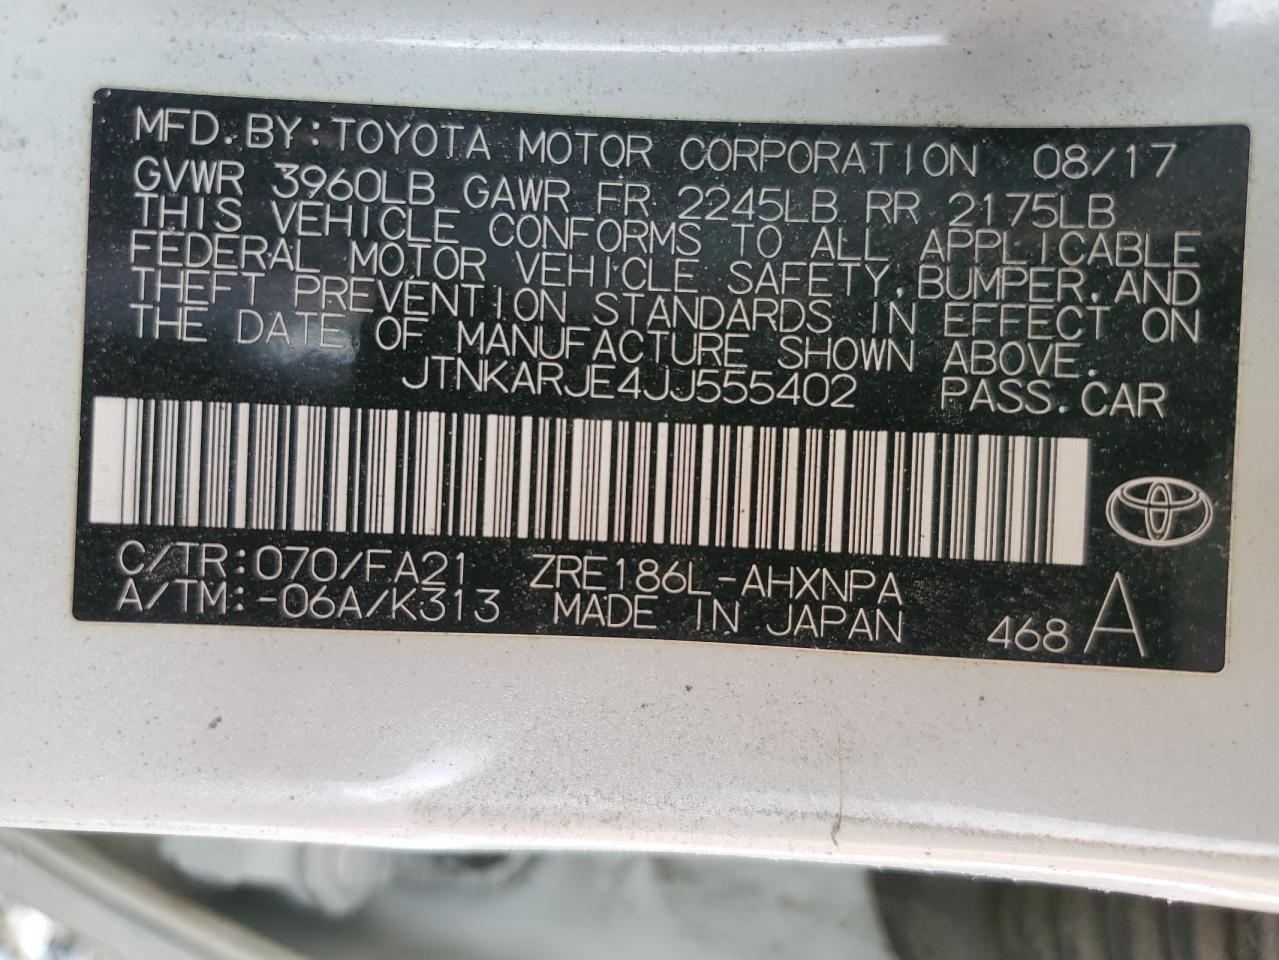 MFD.BY:TOYOTA MOTOR CORPORATION 08/17
GVWR 3960LB GAWR FR 2245LB RR 2175LB
THIS VEHICLE CONFORMS TO ALL APPLICABLE
FEDERAL MOTOR VEHICLE SAFETY,BUMPER,AND
THEFT PREVENTION STANDARDS IN EFFECT ON
THE DATE OF MANUFACTURE SHOWN ABOVE.
JTNKARJE4JJ555402 PASS.CAR
C/TR:070/FA21 ZRE186L-AHXNPA
A/TM:-06A/K313 MADE IN JAPAN 468 A